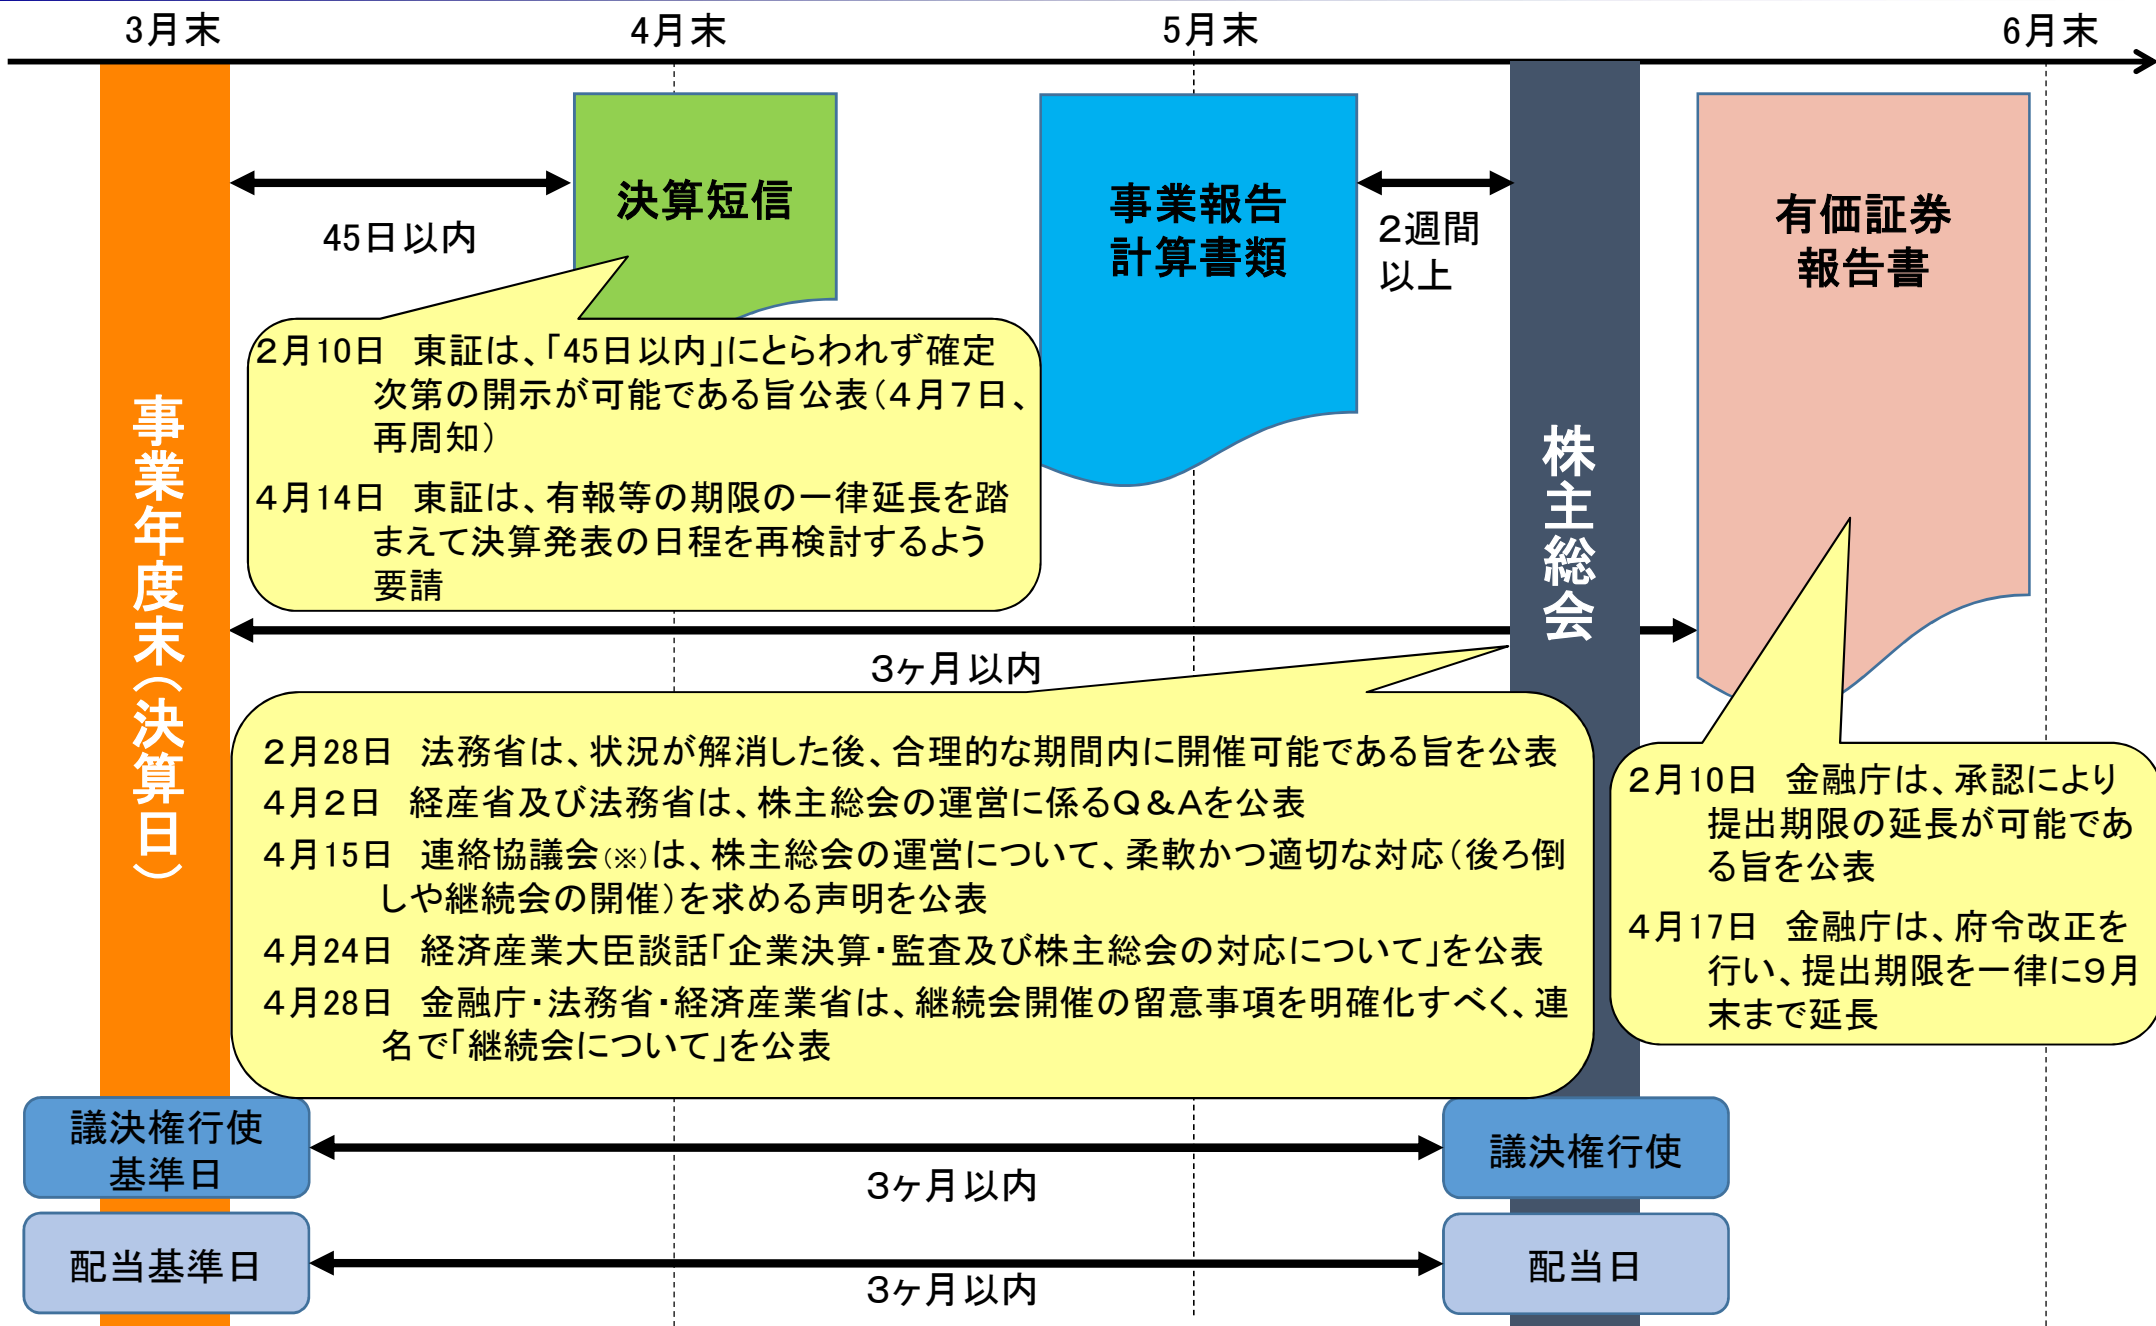 3月末
4月末
5月末
6月末
事業年度末(決算日)
決算短信
45日以内
事業報告
計算書類
2週間
以上
株主総会
有価証券
報告書
2月10日 東証は、「45日以内」にとらわれず確定
次第の開示が可能である旨公表(4月7日、
再周知)
4月14日 東証は、有報等の期限の一律延長を踏
まえて決算発表の日程を再検討するよう
要請
3ヶ月以内
2月28日 法務省は、状況が解消した後、合理的な期間内に開催可能である旨を公表
4月2日 経産省及び法務省は、株主総会の運営に係るQ&Aを公表
4月15日 連絡協議会(※)は、株主総会の運営について、柔軟かつ適切な対応(後ろ倒
しや継続会の開催)を求める声明を公表
4月24日 経済産業大臣談話「企業決算・監査及び株主総会の対応について」を公表
4月28日 金融庁・法務省・経済産業省は、継続会開催の留意事項を明確化すべく、連
名で「継続会について」を公表
2月10日 金融庁は、承認により
提出期限の延長が可能であ
る旨を公表
4月17日 金融庁は、府令改正を
行い、提出期限を一律に9月
末まで延長
議決権行使
基準日
3ヶ月以内
議決権行使
配当基準日
3ヶ月以内
配当日